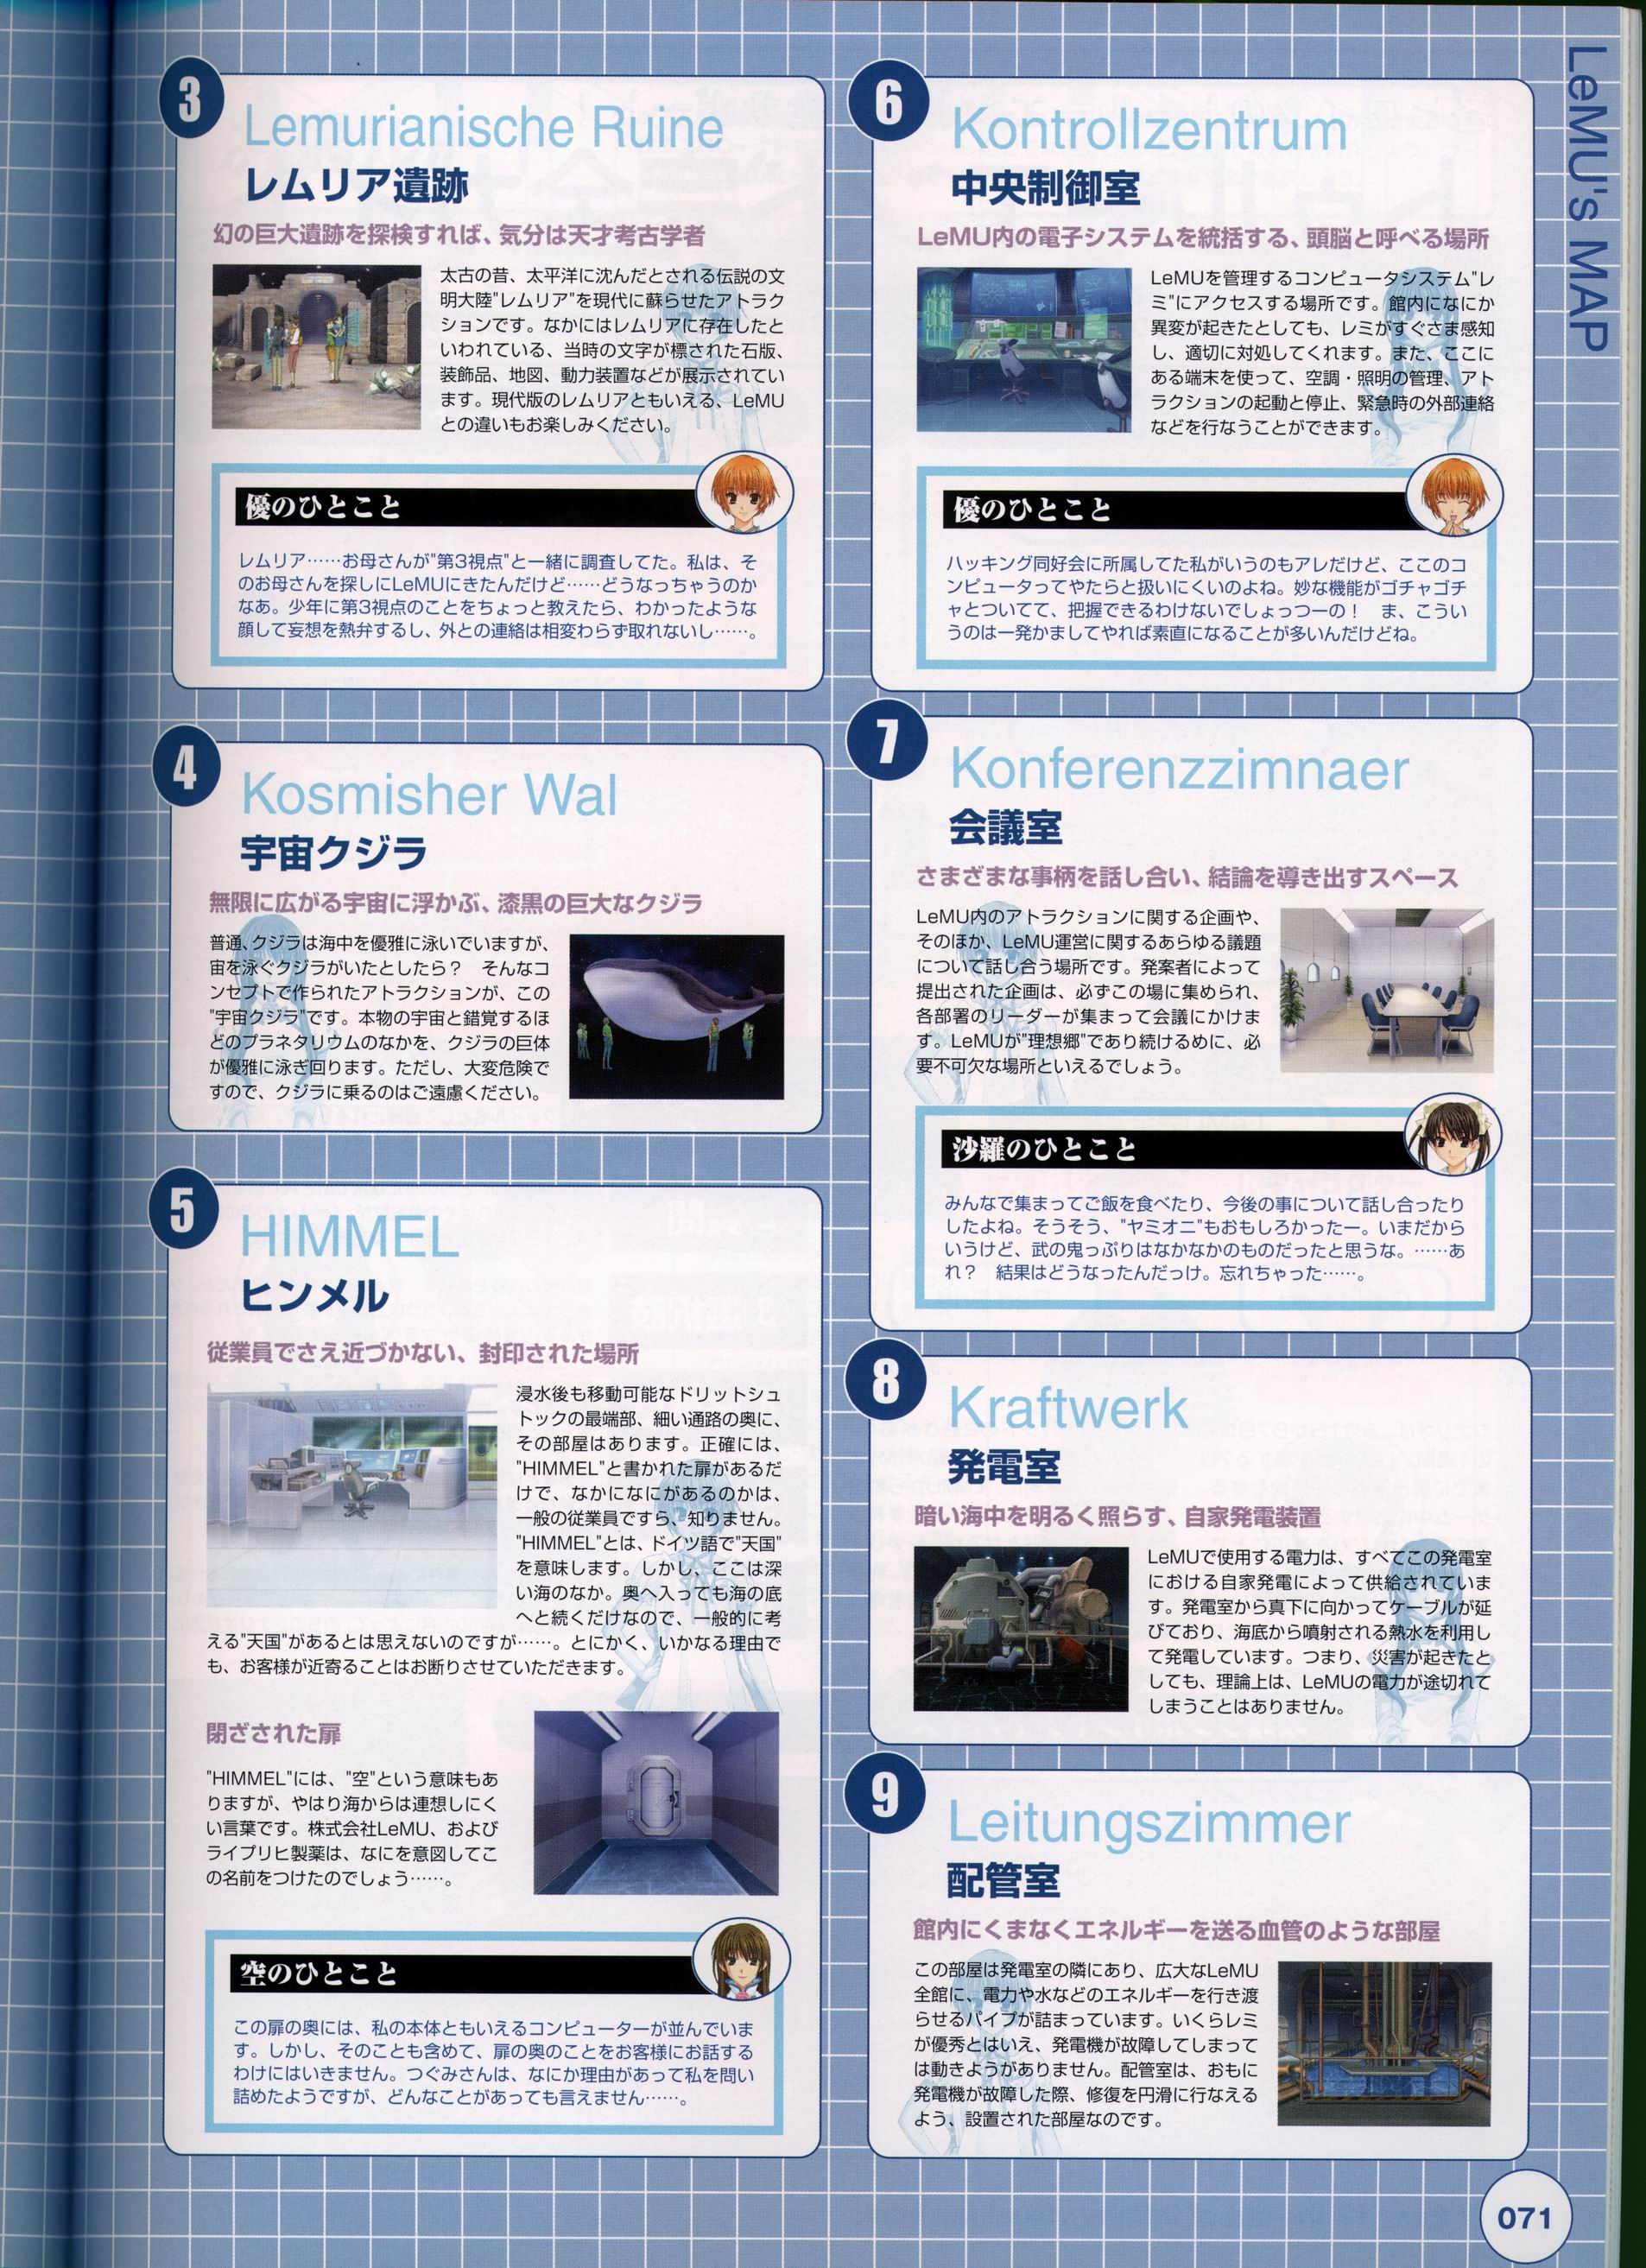 LeMU's MAP
3
Lemurianische Ruine
レムリア遺跡
幻の巨大遺跡を探検すれば、気分は天才考古学者
太古の昔、太平洋に沈んだとされる伝説の文
明大陸"レムリア"を現代に蘇らせたアトラク
ションです。なかにはレムリアに存在したと
いわれている、当時の文字が標された石版、
装飾品、地図、動力装置などが展示されてい
ます。現代版のレムリアともいえる、LeMU
との違いもお楽しみください。
優のひとこと
レムリア……お母さんが"第3視点"と一緒に調査してた。私は、そ
のお母さんを探しにLeMUにきたんだけど……どうなっちゃうのか
なあ。少年に第3視点のことをちょっと教えたら、わかったような
顔して妄想を熱弁するし、外との連絡は相変わらず取れないし……。
4
Kosmisher Wal
宇宙クジラ
無限に広がる宇宙に浮かぶ、漆黒の巨大なクジラ
普通、クジラは海中を優雅に泳いでいますが、
宙を泳ぐクジラがいたとしたら？　そんなコ
ンセプトで作られたアトラクションが、この
"宇宙クジラ"です。本物の宇宙と錯覚するほ
どのプラネタリウムのなかを、クジラの巨体
が優雅に泳ぎ回ります。ただし、大変危険で
すので、クジラに乗るのはご遠慮ください。
5
HIMMEL
ヒンメル
従業員でさえ近づかない、封印された場所
浸水後も移動可能なドリットシュ
トックの最端部、細い通路の奥に、
その部屋はあります。正確には、
"HIMMEL"と書かれた扉があるだ
けで、なかになにがあるのかは、
一般の従業員ですら、知りません。
"HIMMEL"とは、ドイツ語で"天国"
を意味します。しかし、ここは深
い海のなか。奥へ入っても海の底
へと続くだけなので、一般的に考
える"天国"があるとは思えないのですが……。とにかく、いかなる理由で
も、お客様が近寄ることはお断りさせていただきます。
閉ざされた扉
"HIMMEL"には、"空"という意味もあ
りますが、やはり海からは連想しにく
い言葉です。株式会社LeMU、および
ライプリヒ製薬は、なにを意図してこ
の名前をつけたのでしょう……。
空のひとこと
この扉の奥には、私の本体ともいえるコンピューターが並んでいま
す。しかし、そのことも含めて、扉の奥のことをお客様にお話する
わけにはいきません。つぐみさんは、なにか理由があって私を問い
詰めたようですが、どんなことがあっても言えません……。
6
Kontrollzentrum
中央制御室
LeMU内の電子システムを統括する、頭脳と呼べる場所
LeMUを管理するコンピュータシステム"レ
ミ"にアクセスする場所です。館内になにか
異変が起きたとしても、レミがすぐさま感知
し、適切に対処してくれます。また、ここに
ある端末を使って、空調・照明の管理、アト
ラクションの起動と停止、緊急時の外部連絡
などを行なうことができます。
優のひとこと
ハッキング同好会に所属してた私がいうのもアレだけど、ここのコ
ンピュータってやたらと扱いにくいのよね。妙な機能がゴチャゴチ
ャとついてて、把握できるわけないでしょっつーの！　ま、こうい
うのは一発かましてやれば素直になることが多いんだけどね。
7
Konferenzzimnaer
会議室
さまざまな事柄を話し合い、結論を導き出すスペース
LeMU内のアトラクションに関する企画や、
そのほか、LeMU運営に関するあらゆる議題
について話し合う場所です。発案者によって
提出された企画は、必ずこの場に集められ、
各部署のリーダーが集まって会議にかけま
す。LeMUが"理想郷"であり続けるめに、必
要不可欠な場所といえるでしょう。
沙羅のひとこと
みんなで集まってご飯を食べたり、今後の事について話し合ったり
したよね。そうそう、"ヤミオニ"もおもしろかったー。いまだから
いうけど、武の鬼っぷりはなかなかのものだったと思うな。……あ
れ？　結果はどうなったんだっけ。忘れちゃった……。
8
Kraftwerk
発電室
暗い海中を明るく照らす、自家発電装置
LeMUで使用する電力は、すべてこの発電室
における自家発電によって供給されていま
す。発電室から真下に向かってケーブルが延
びており、海底から噴射される熱水を利用し
て発電しています。つまり、災害が起きたと
しても、理論上は、LeMUの電力が途切れて
しまうことはありません。
9
Leitungszimmer
配管室
館内にくまなくエネルギーを送る血管のような部屋
この部屋は発電室の隣にあり、広大なLeMU
全館に、電力や水などのエネルギーを行き渡
らせるパイプが詰まっています。いくらレミ
が優秀とはいえ、発電機が故障してしまって
は動きようがありません。配管室は、おもに
発電機が故障した際、修復を円滑に行なえる
よう、設置された部屋なのです。
071